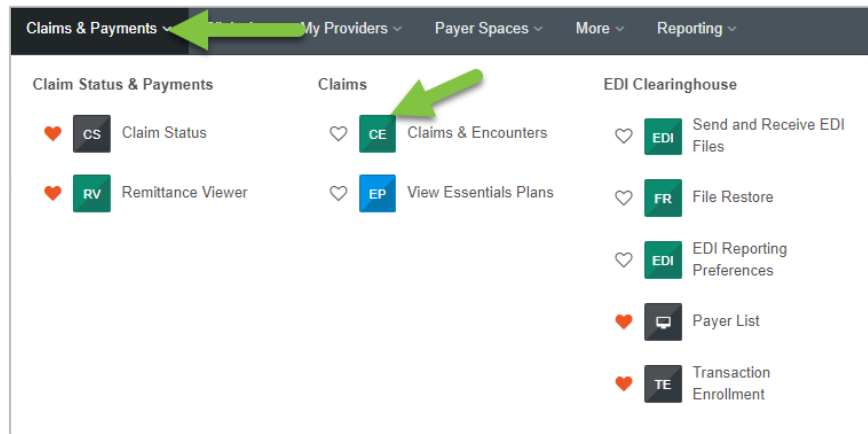 Claims & Payments
My Providers
Payer Spaces
More
Reporting
Claim Status & Payments
CS Claim Status
RV Remittance Viewer
Claims
CE Claims & Encounters
EP View Essentials Plans
EDI Clearinghouse
EDI Send and Receive EDI
Files
FR File Restore
EDI EDI Reporting
Preferences
Payer List
TE Transaction
Enrollment